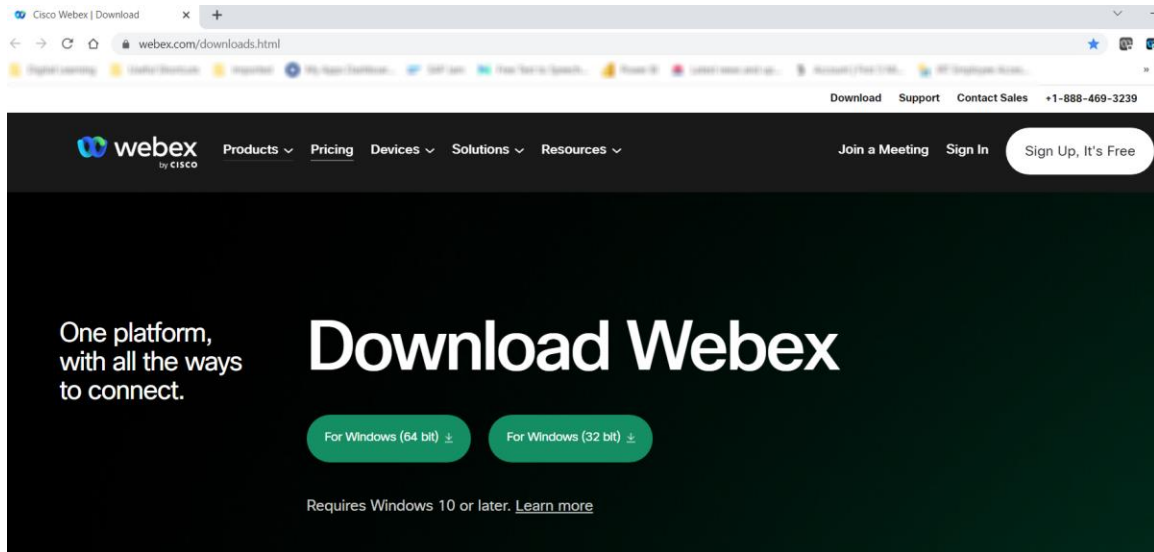 Cisco Webex | Download
webex.com/downloads.html
Download Support Contact Sales +1-888-469-3239
webex by CISCO Products Pricing Devices Solutions Resources Join a Meeting Sign In Sign Up, It's Free
One platform,
with all the ways
to connect.
Download Webex
For Windows (64 bit) For Windows (32 bit)
Requires Windows 10 or later. Learn more